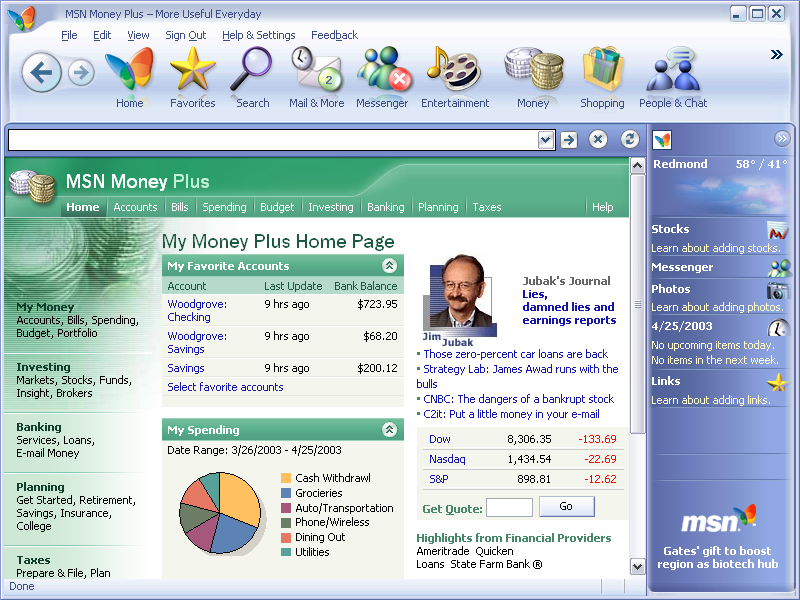 MSN Money Plus – More Useful Everyday
File Edit View Sign Out Help & Settings Feedback
2
Home Favorites Search Mail & More Messenger Entertainment Money Shopping People & Chat
MSN Money Plus
Home Accounts Bills Spending Budget Investing Banking Planning Taxes Help
My Money
Accounts, Bills, Spending,
Budget, Portfolio
Investing
Markets, Stocks, Funds,
Insight, Brokers
Banking
Services, Loans,
E-mail Money
Planning
Get Started, Retirement,
Savings, Insurance,
College
Taxes
Prepare & File, Plan
My Money Plus Home Page
My Favorite Accounts
Account Last Update Bank Balance
Woodgrove: 9 hrs ago $723.95
Checking
Woodgrove: 9 hrs ago $68.20
Savings
Savings 9 hrs ago $200.12
Select favorite accounts
My Spending
Date Range: 3/26/2003 - 4/25/2003
Cash Withdrawl
Grocieries
Auto/Transportation
Phone/Wireless
Dining Out
Utilities
Jim
Jubak
Jubak's Journal
Lies,
damned lies and
earnings reports
Those zero-percent car loans are back
Strategy Lab: James Awad runs with the
bulls
CNBC: The dangers of a bankrupt stock
C2it: Put a little money in your e-mail
Dow 8,306.35 -133.69
Nasdaq 1,434.54 -22.69
S&P 898.81 -12.62
Get Quote: Go
Highlights from Financial Providers
Ameritrade Quicken
Loans State Farm Bank ®
Redmond 58° / 41°
Stocks
Learn about adding stocks.
Messenger
Photos
Learn about adding photos.
4/25/2003
No upcoming items today.
No items in the next week.
Links
Learn about adding links.
msn
Gates' gift to boost
region as biotech hub
Done